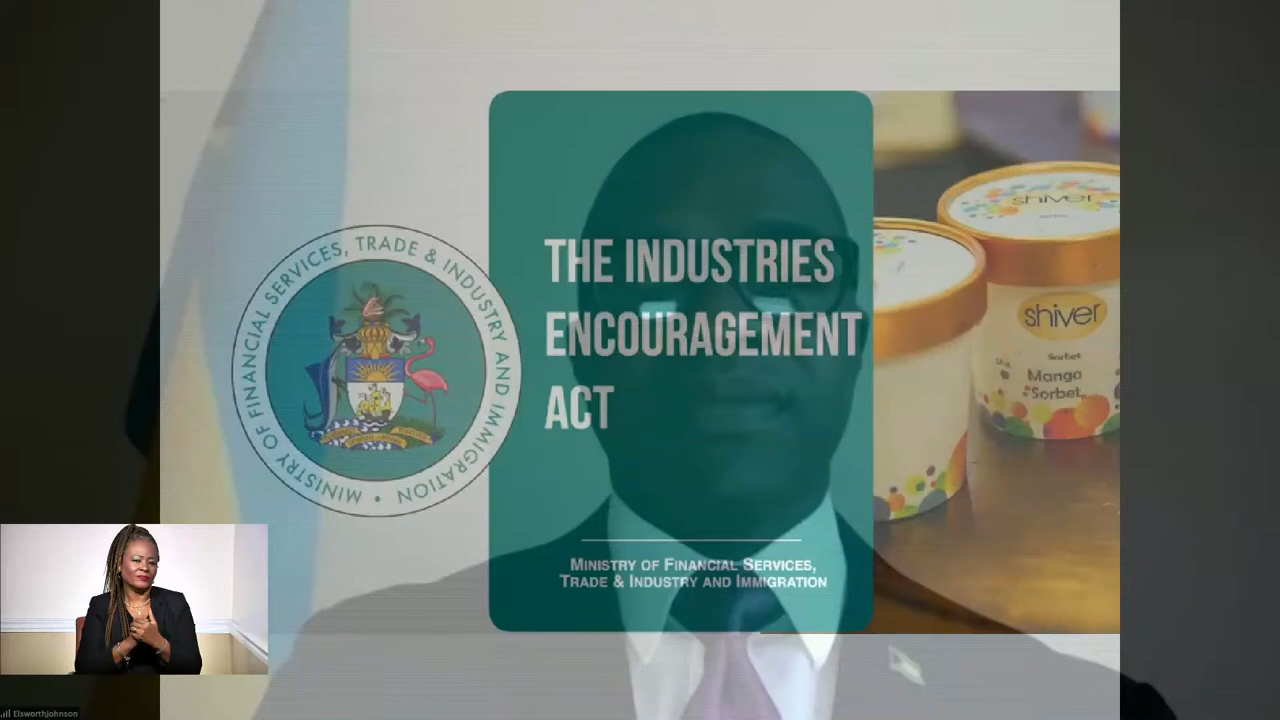 MINISTRY OF FINANCIAL SERVICES, TRADE & INDUSTRY AND IMMIGRATION
THE INDUSTRIES
ENCOURAGEMENT
ACT
MINISTRY OF FINANCIAL SERVICES,
TRADE & INDUSTRY AND IMMIGRATION
shiver
shiver
Sorbet
Mango
Sorbet
ElsworthJohnson